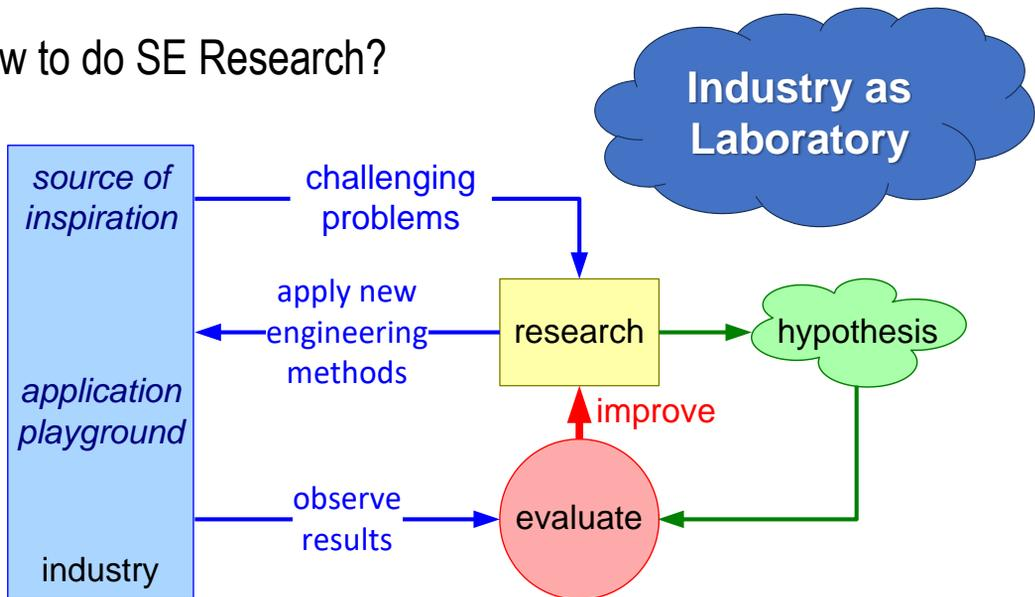 w to do SE Research?
Industry as
Laboratory
source of
inspiration
challenging
problems
apply new
engineering
methods
research
hypothesis
application
playground
improve
observe
results
evaluate
industry